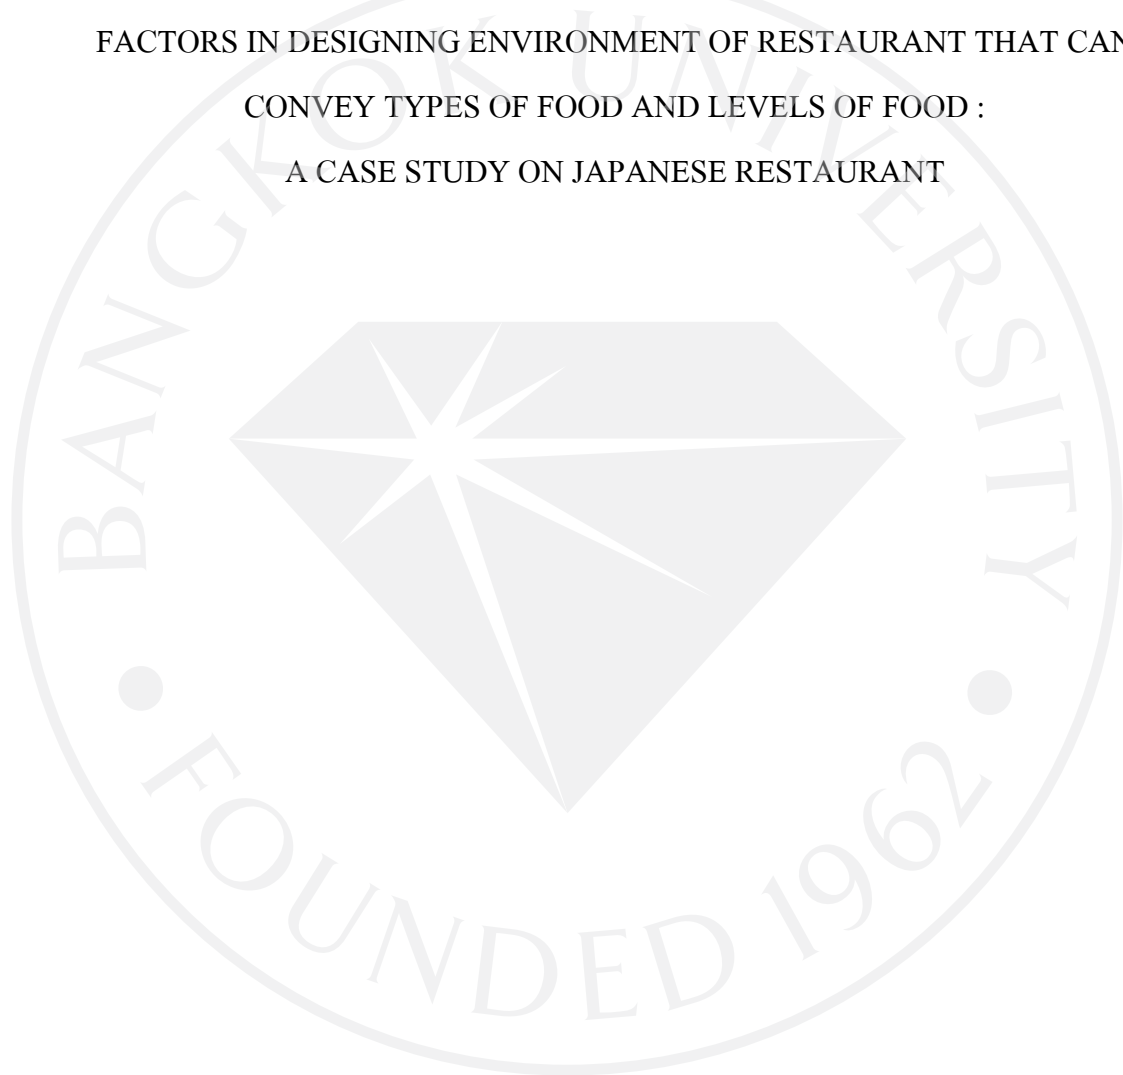 FACTORS IN DESIGNING ENVIRONMENT OF RESTAURANT THAT CAN
CONVEY TYPES OF FOOD AND LEVELS OF FOOD :
A CASE STUDY ON JAPANESE RESTAURANT
BANGKOK UNIVERSITY
FOUNDED 1962